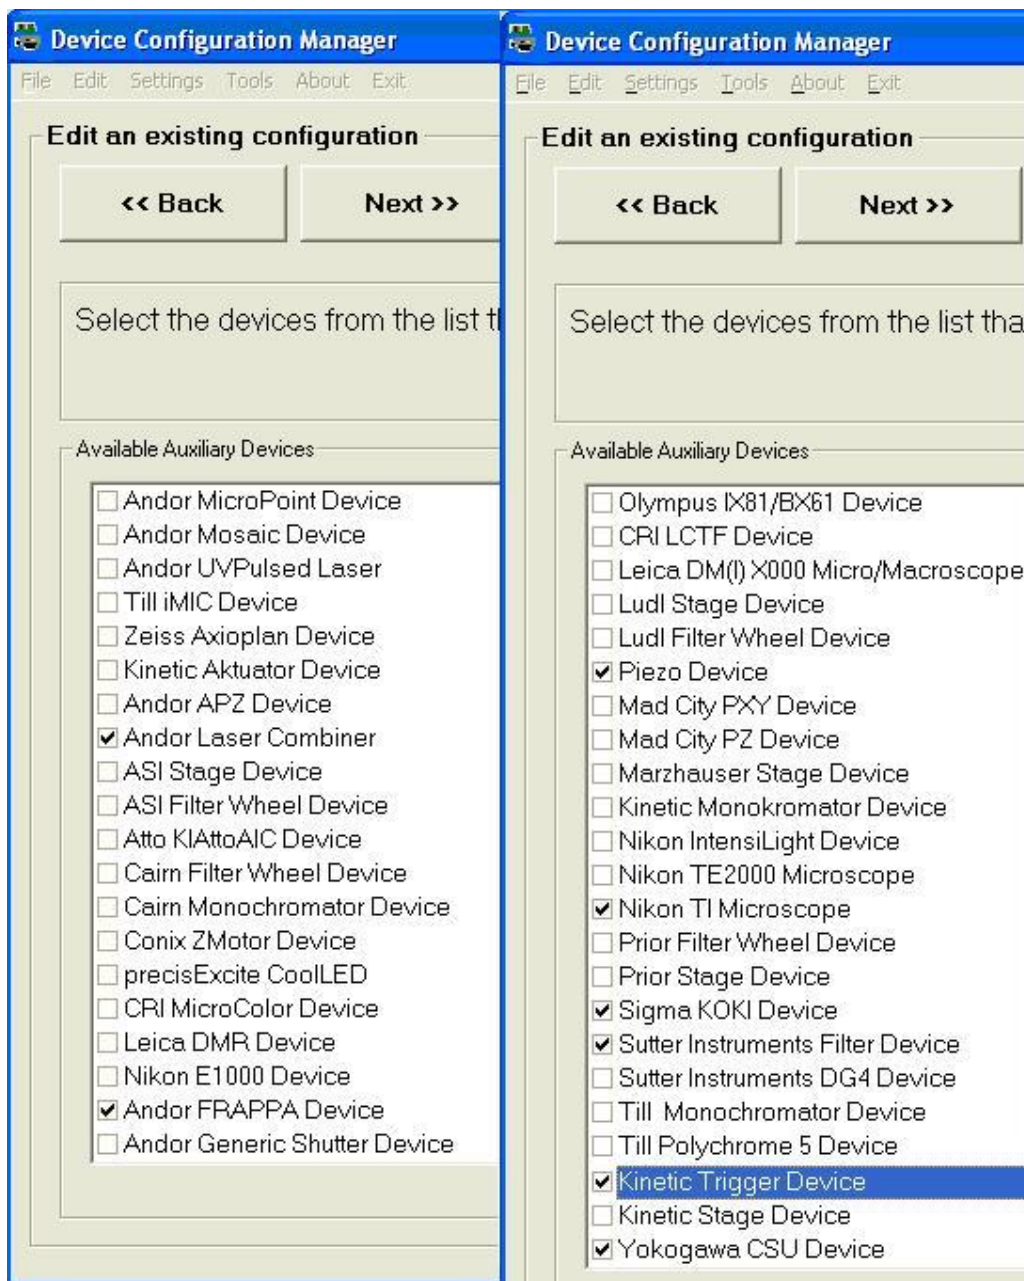 Device Configuration Manager
File Edit Settings Tools About Exit
Edit an existing configuration
<< Back Next >>
Select the devices from the list th
Available Auxiliary Devices
Andor MicroPoint Device
Andor Mosaic Device
Andor UVPulsed Laser
Till iMIC Device
Zeiss Axioplan Device
Kinetic Aktuator Device
Andor APZ Device
Andor Laser Combiner
ASI Stage Device
ASI Filter Wheel Device
Atto KIAttoAIC Device
Cairn Filter Wheel Device
Cairn Monochromator Device
Conix ZMotor Device
precisExcite CoolLED
CRI MicroColor Device
Leica DMR Device
Nikon E1000 Device
Andor FRAPPA Device
Andor Generic Shutter Device
Device Configuration Manager
File Edit Settings Tools About Exit
Edit an existing configuration
<< Back Next >>
Select the devices from the list tha
Available Auxiliary Devices
Olympus IX81/BX61 Device
CRI LCTF Device
Leica DM(I) X000 Micro/Macroscope
Ludl Stage Device
Ludl Filter Wheel Device
Piezo Device
Mad City PXY Device
Mad City PZ Device
Marzhauser Stage Device
Kinetic Monokromator Device
Nikon IntensiLight Device
Nikon TE2000 Microscope
Nikon TI Microscope
Prior Filter Wheel Device
Prior Stage Device
Sigma KOKI Device
Sutter Instruments Filter Device
Sutter Instruments DG4 Device
Till Monochromator Device
Till Polychrome 5 Device
Kinetic Trigger Device
Kinetic Stage Device
Yokogawa CSU Device